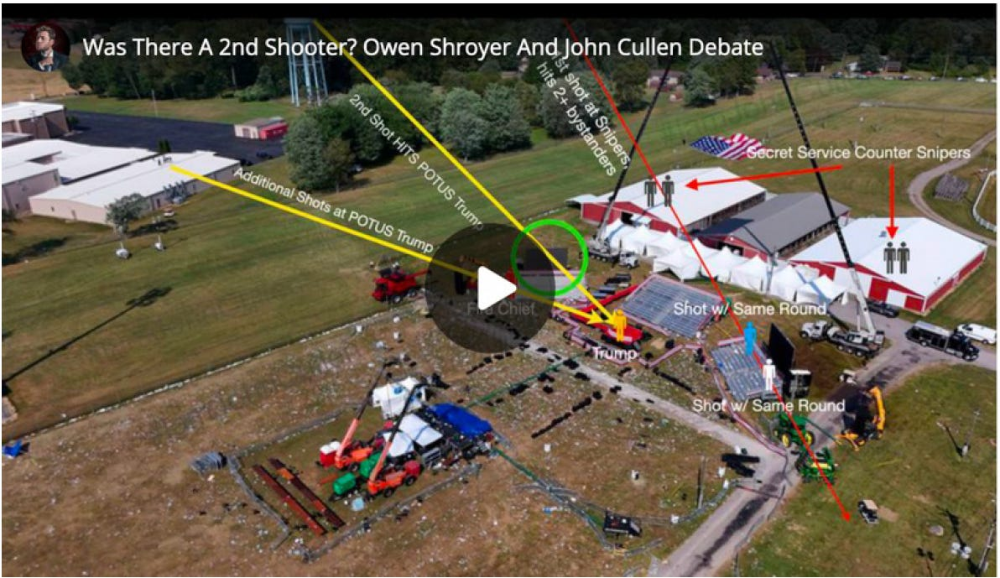 Was There A 2nd Shooter? Owen Shroyer And John Cullen Debate
1st shot at Snipers,
hits 2+ bystanders
2nd Shot HITS POTUS Trump
Secret Service Counter Snipers
Additional Shots at POTUS Trump
Fire Chief
Shot w/ Same Round
Trump
Shot w/ Same Round